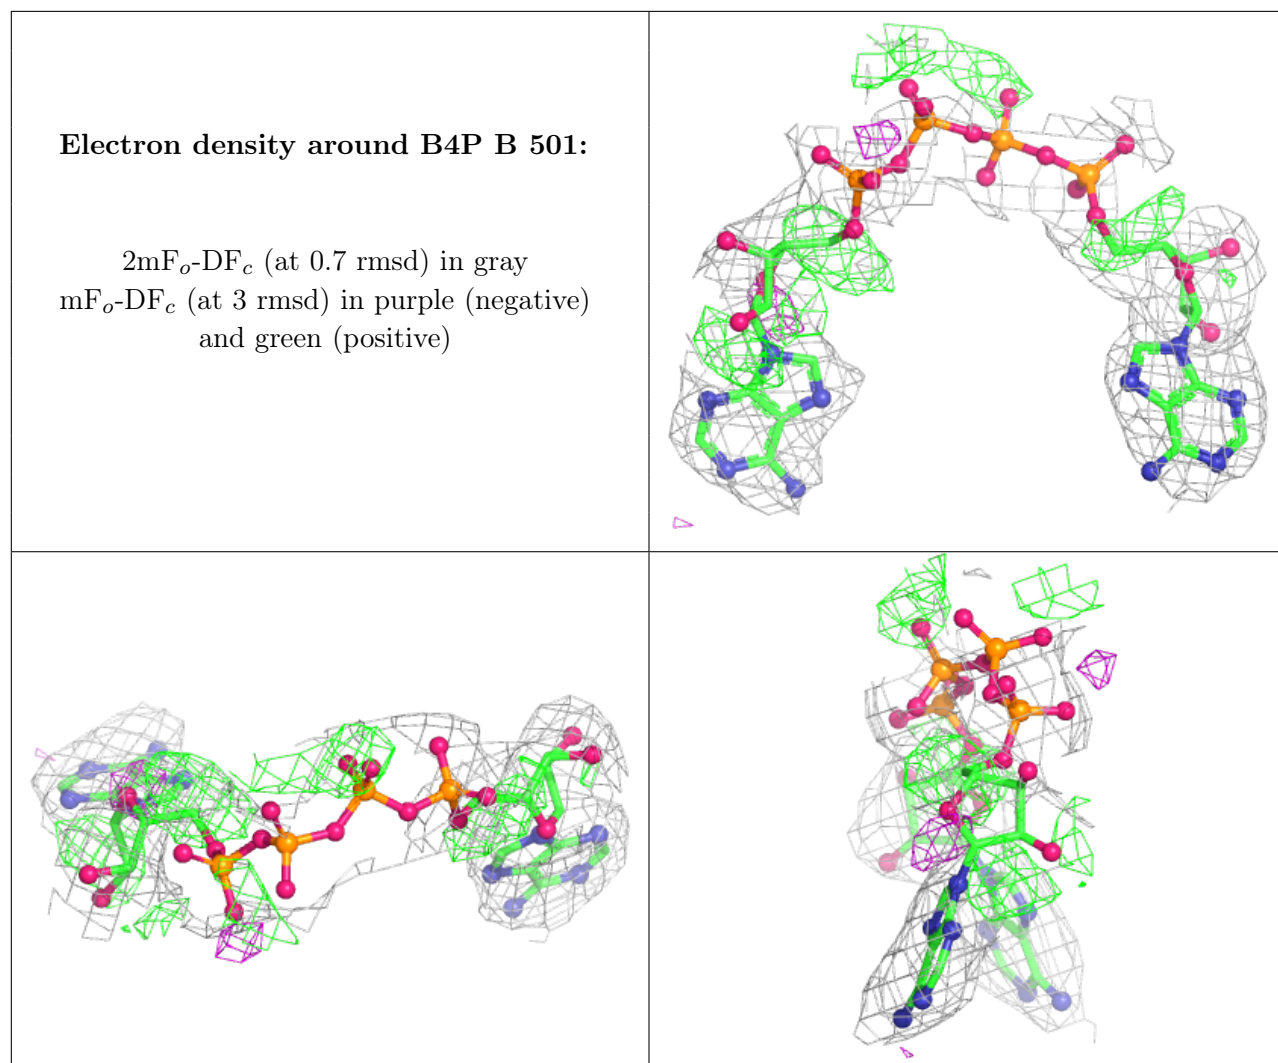 Electron density around B4P B 501:
2mFo-DFc (at 0.7 rmsd) in gray
mFo-DFc (at 3 rmsd) in purple (negative)
and green (positive)